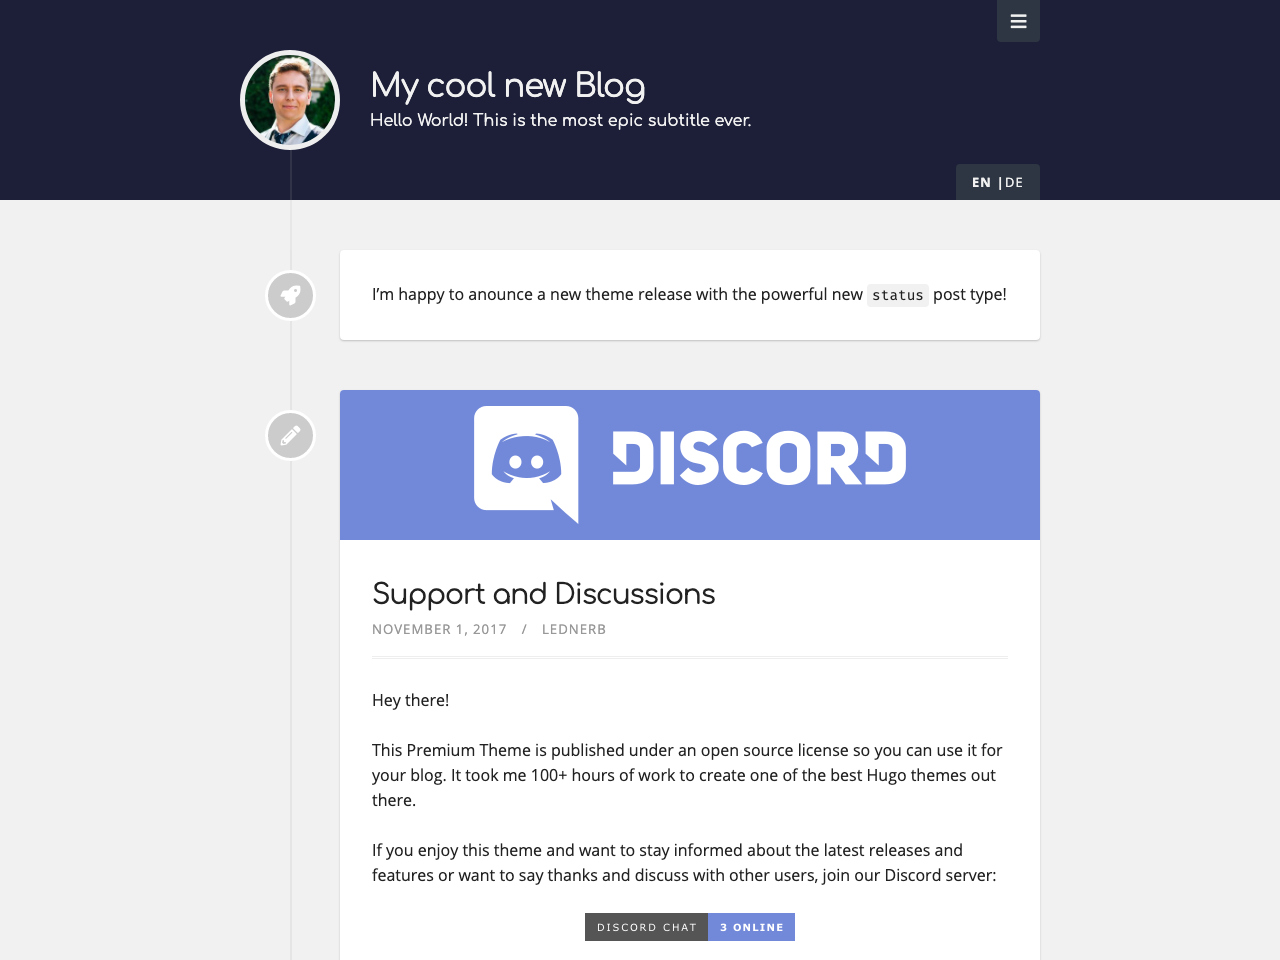 My cool new Blog
Hello World! This is the most epic subtitle ever.
EN |DE
I’m happy to anounce a new theme release with the powerful new status post type!
DISCORD
Support and Discussions
NOVEMBER 1, 2017 / LEDNERB
Hey there!
This Premium Theme is published under an open source license so you can use it for
your blog. It took me 100+ hours of work to create one of the best Hugo themes out
there.
If you enjoy this theme and want to stay informed about the latest releases and
features or want to say thanks and discuss with other users, join our Discord server:
DISCORD CHAT 3 ONLINE